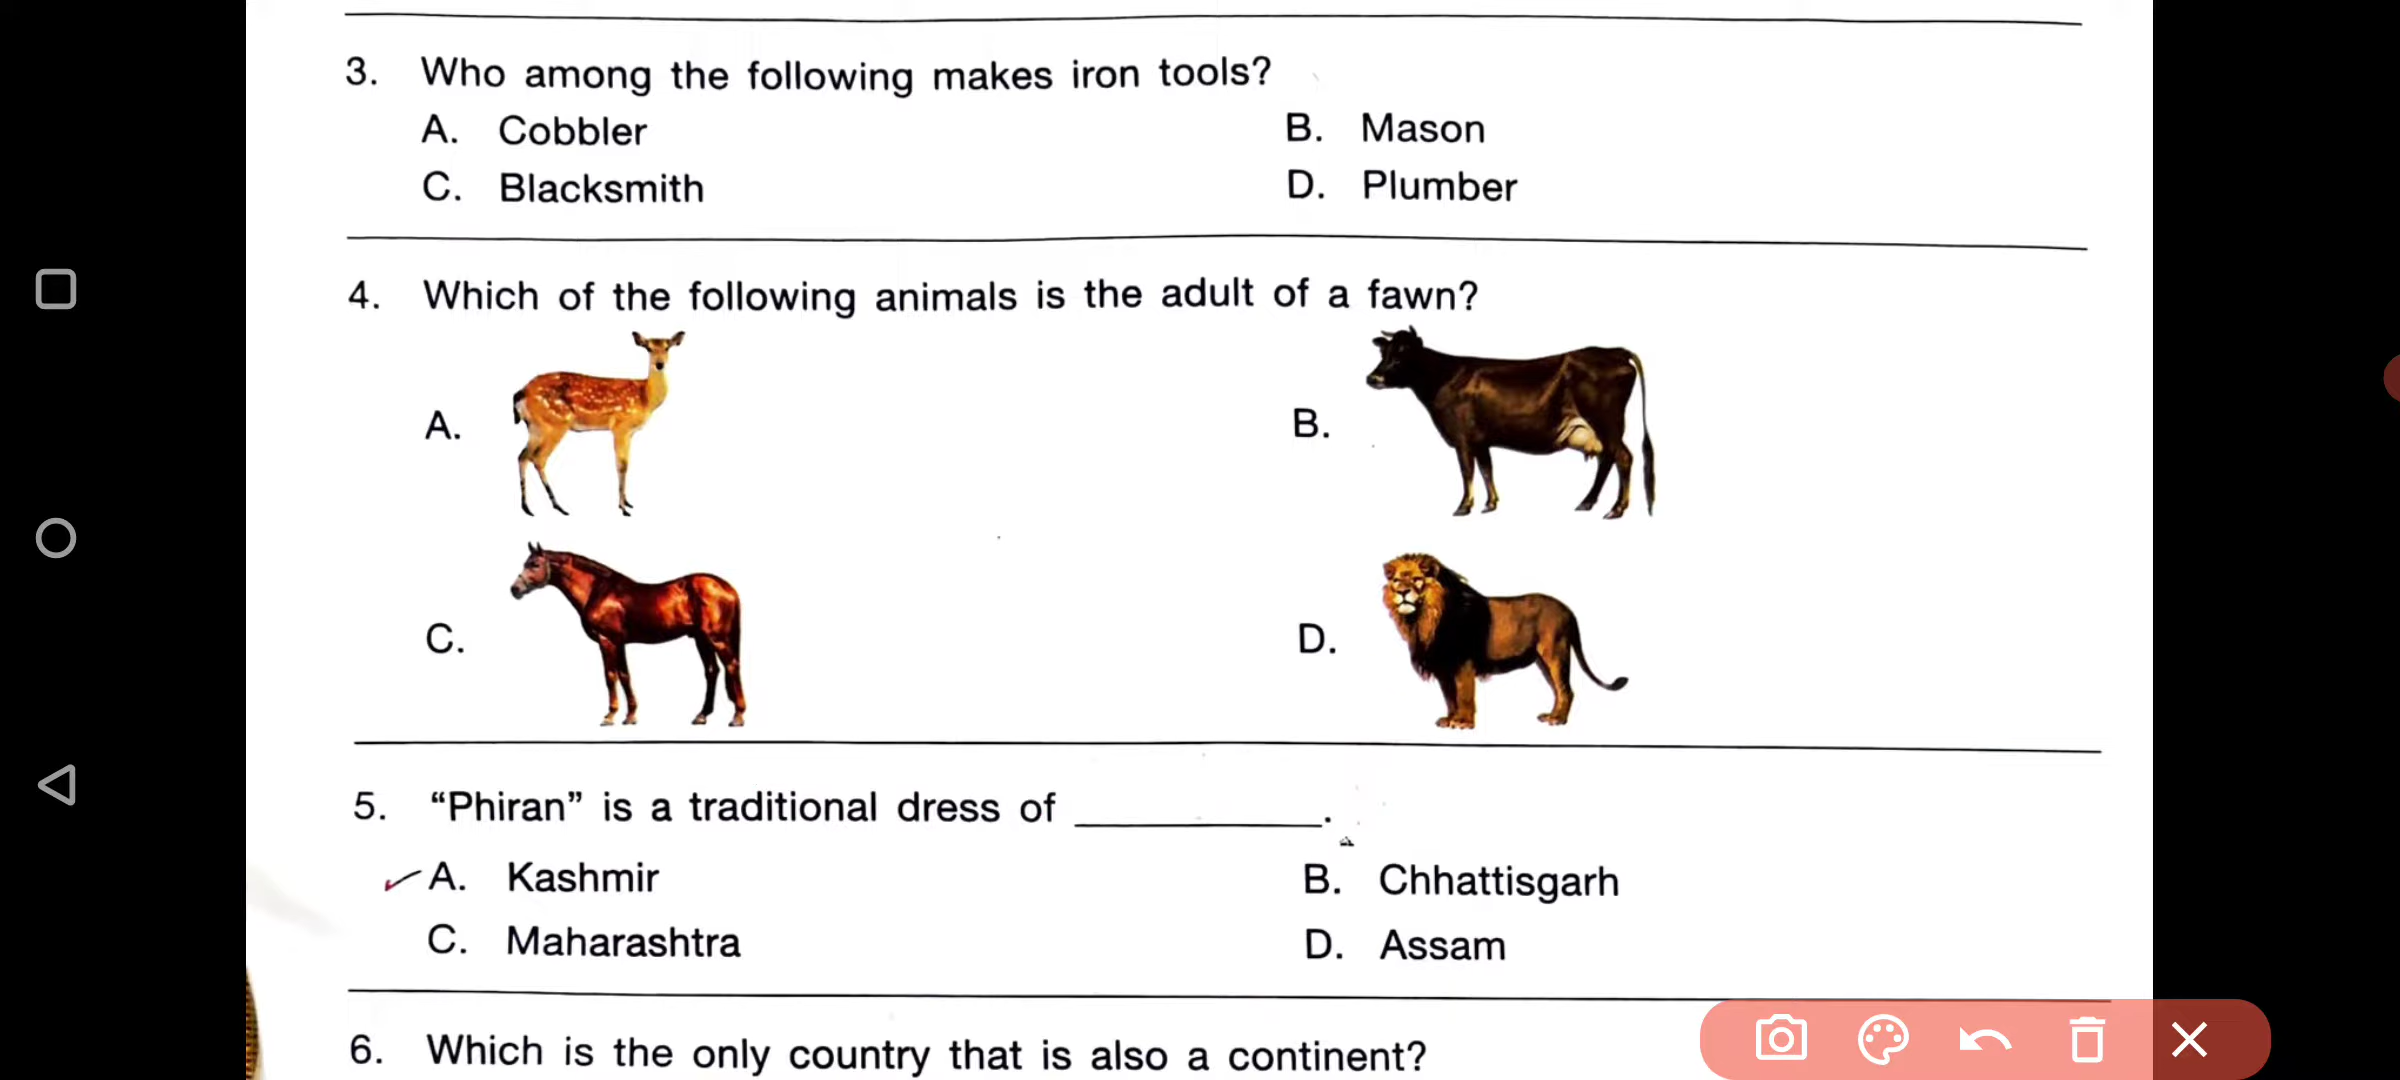 3. Who among the following makes iron tools?
A. Cobbler B. Mason
C. Blacksmith D. Plumber
4. Which of the following animals is the adult of a fawn?
A. B.
C. D.
5. “Phiran” is a traditional dress of ___________.
A. Kashmir B. Chhattisgarh
C. Maharashtra D. Assam
6. Which is the only country that is also a continent?